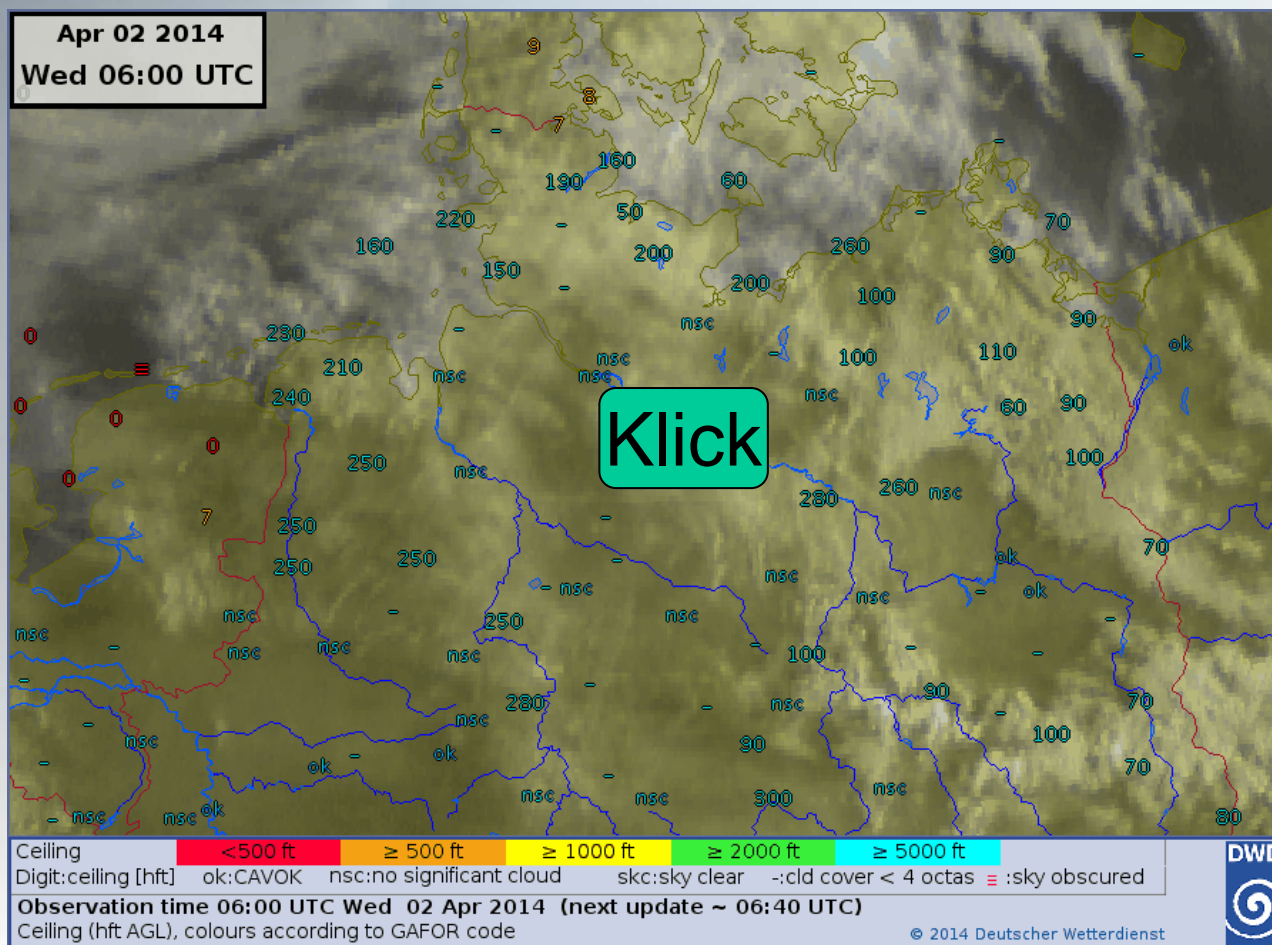 Apr 02 2014
Wed 06:00 UTC
0
9
-
-
-
8
7
-
160
-
190
60
220
50
-
70
160
200
260
90
150
200
-
100
90
nsc
0
230
-
ok
nsc
-
100
110
210
nsc
nsc
nsc
240
60
90
0
0
Klick
0
250
100
nsc
0
280
260
nsc
7
250
-
70
250
250
-
ok
nsc
- nsc
nsc
-
ok
nsc
-
250
nsc
-
nsc
-
nsc
nsc
nsc
-
100
-
-
-
-
280
nsc
90
70
-
nsc
-
-
nsc
90
100
-
ok
-
ok
-
70
nsc
nsc
300
nsc
-
nsc
nsc
ok
80
Ceiling <500 ft ≥ 500 ft ≥ 1000 ft ≥ 2000 ft ≥ 5000 ft
Digit:ceiling [hft] ok:CAVOK nsc:no significant cloud skc:sky clear -:cld cover < 4 octas ≡ :sky obscured
DWD
Observation time 06:00 UTC Wed 02 Apr 2014 (next update ~ 06:40 UTC)
Ceiling (hft AGL), colours according to GAFOR code
© 2014 Deutscher Wetterdienst